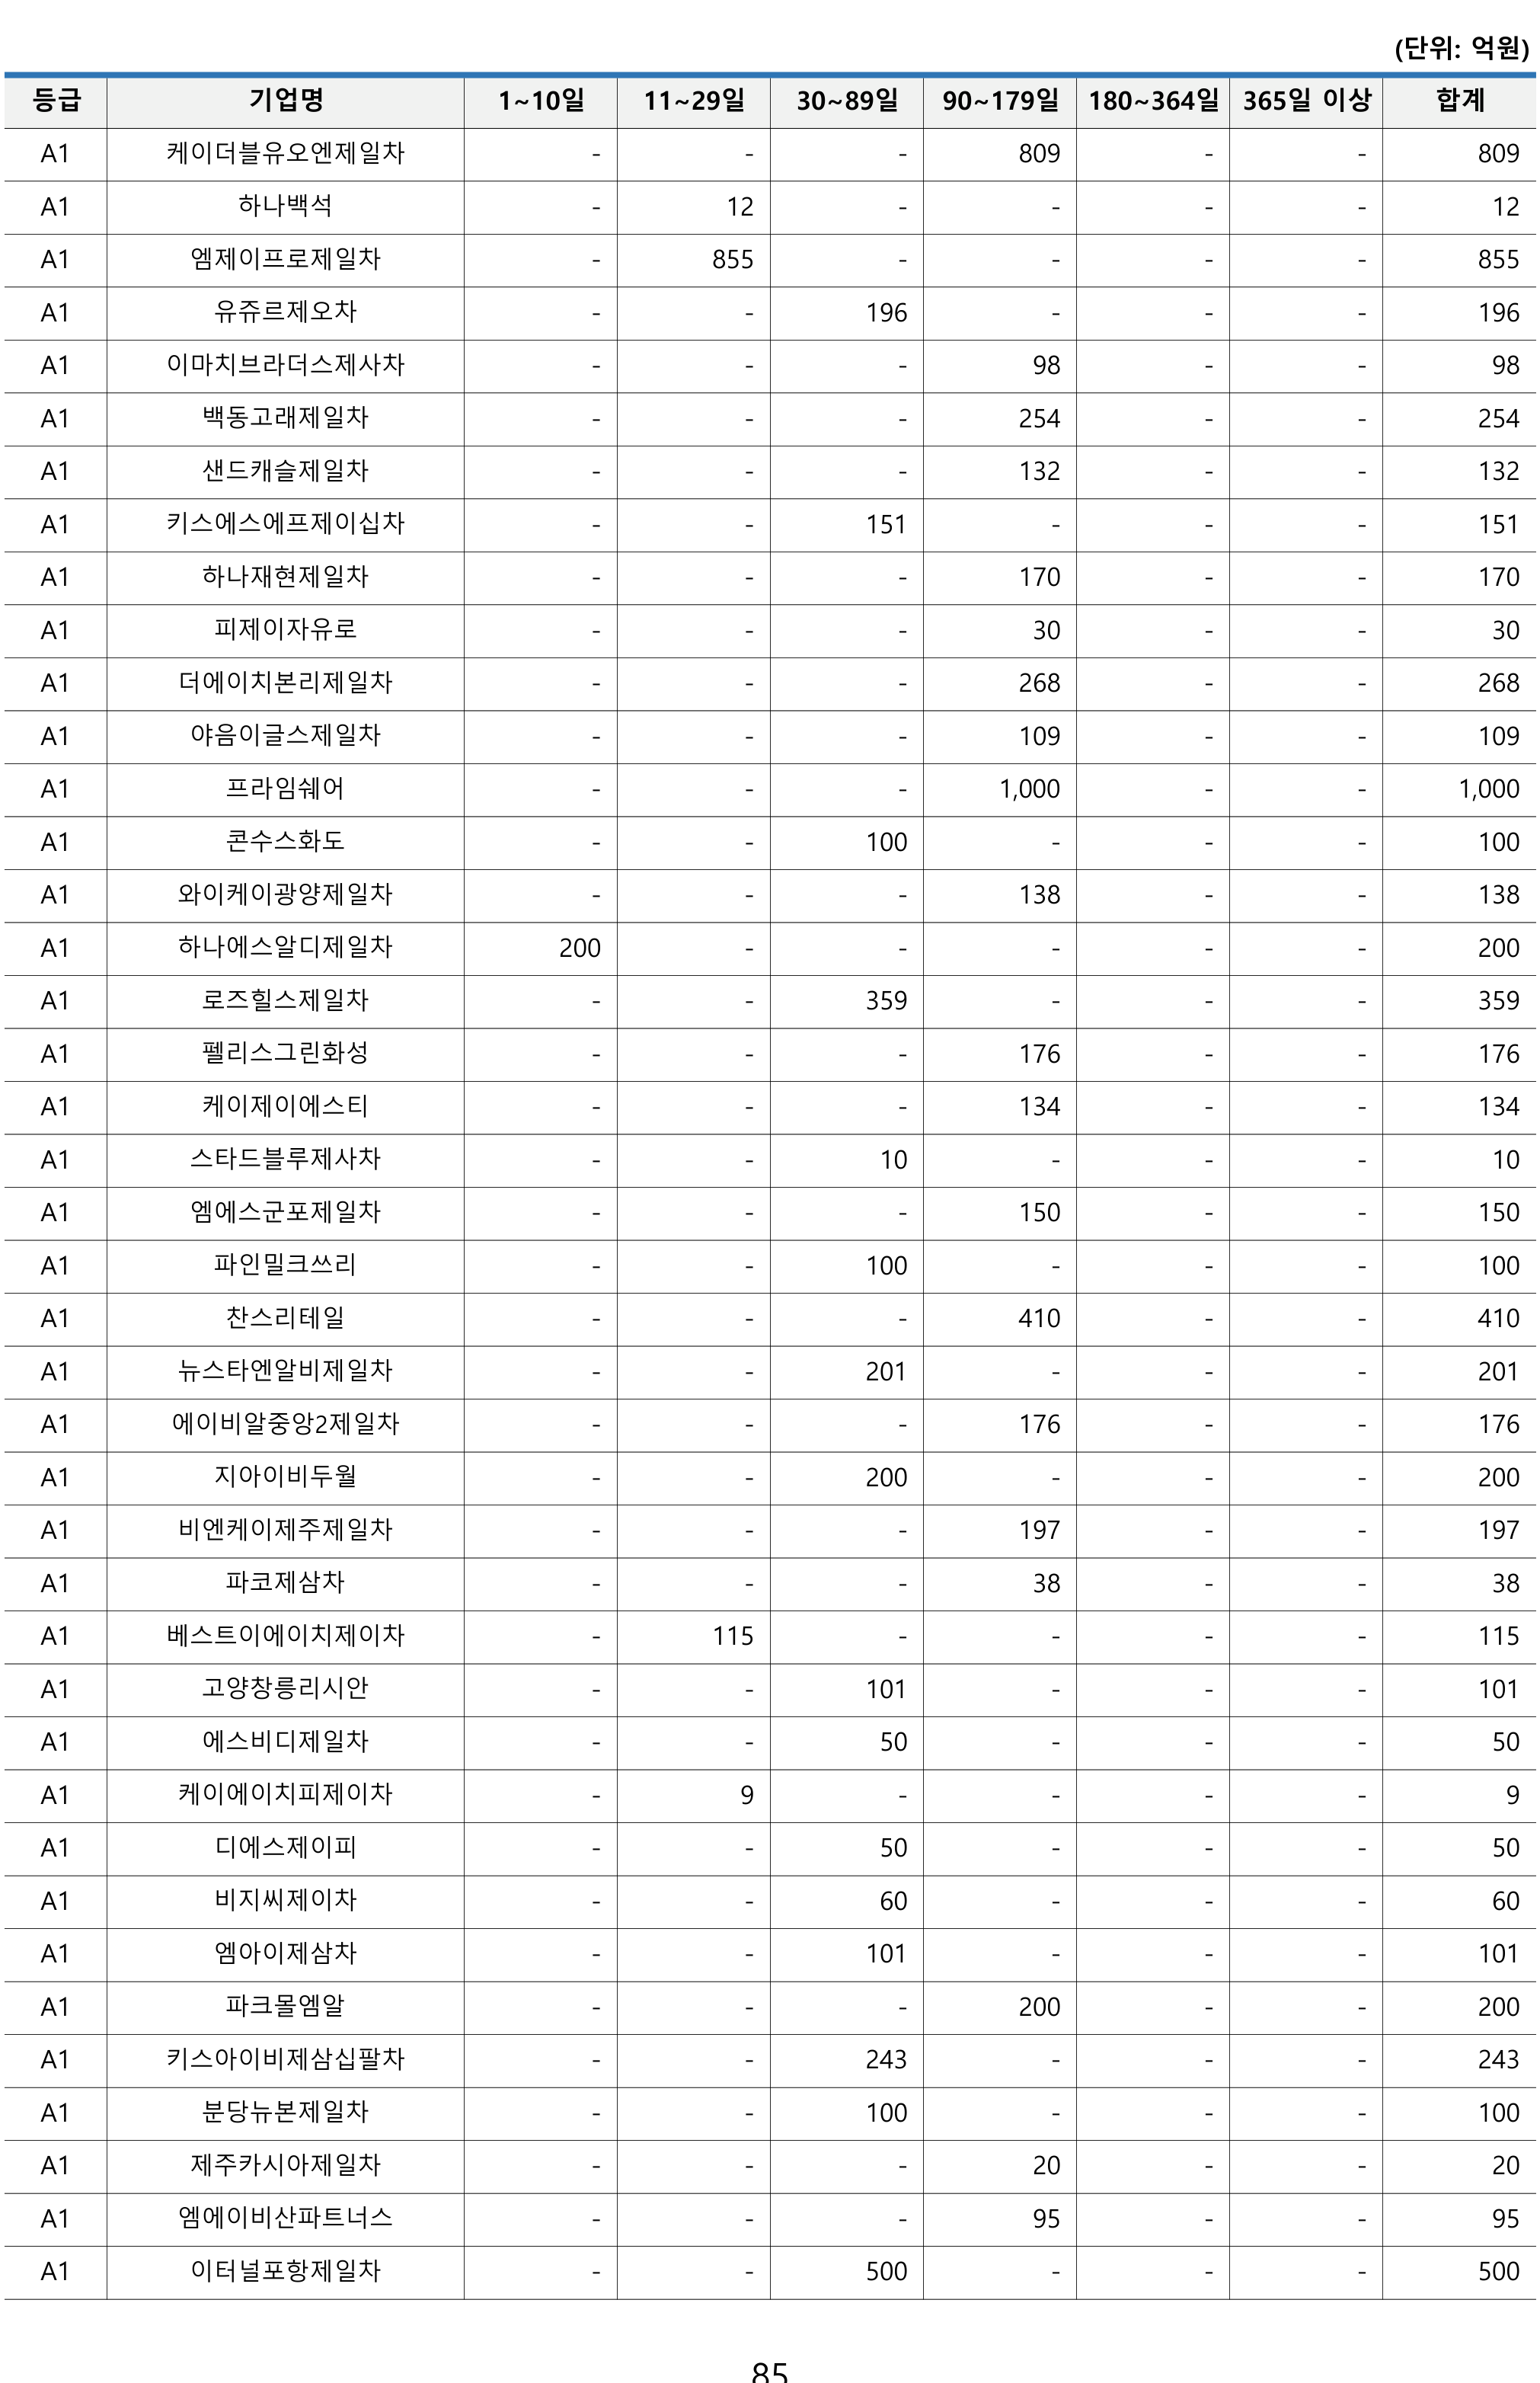 (단위: 억원)
등급 기업명 1~10일 11~29일 30~89일 90~179일 180~364일 365일 이상 합계
A1 케이더블유오엔제일차 - - - 809 - - 809
A1 하나백석 - 12 - - - - 12
A1 엠제이프로제일차 - 855 - - - - 855
A1 유쥬르제오차 - - 196 - - - 196
A1 이마치브라더스제사차 - - - 98 - - 98
A1 백동고래제일차 - - - 254 - - 254
A1 샌드캐슬제일차 - - - 132 - - 132
A1 키스에스에프제이십차 - - 151 - - - 151
A1 하나재현제일차 - - - 170 - - 170
A1 피제이자유로 - - - 30 - - 30
A1 더에이치본리제일차 - - - 268 - - 268
A1 야음이글스제일차 - - - 109 - - 109
A1 프라임쉐어 - - - 1,000 - - 1,000
A1 콘수스화도 - - 100 - - - 100
A1 와이케이광양제일차 - - - 138 - - 138
A1 하나에스알디제일차 200 - - - - - 200
A1 로즈힐스제일차 - - 359 - - - 359
A1 펠리스그린화성 - - - 176 - - 176
A1 케이제이에스티 - - - 134 - - 134
A1 스타드블루제사차 - - 10 - - - 10
A1 엠에스군포제일차 - - - 150 - - 150
A1 파인밀크쓰리 - - 100 - - - 100
A1 찬스리테일 - - - 410 - - 410
A1 뉴스타엔알비제일차 - - 201 - - - 201
A1 에이비알중앙2제일차 - - - 176 - - 176
A1 지아이비두월 - - 200 - - - 200
A1 비엔케이제주제일차 - - - 197 - - 197
A1 파코제삼차 - - - 38 - - 38
A1 베스트이에이치제이차 - 115 - - - - 115
A1 고양창릉리시안 - - 101 - - - 101
A1 에스비디제일차 - - 50 - - - 50
A1 케이에이치피제이차 - 9 - - - - 9
A1 디에스제이피 - - 50 - - - 50
A1 비지씨제이차 - - 60 - - - 60
A1 엠아이제삼차 - - 101 - - - 101
A1 파크몰엠알 - - - 200 - - 200
A1 키스아이비제삼십팔차 - - 243 - - - 243
A1 분당뉴본제일차 - - 100 - - - 100
A1 제주카시아제일차 - - - 20 - - 20
A1 엠에이비산파트너스 - - - 95 - - 95
A1 이터널포항제일차 - - 500 - - - 500
85